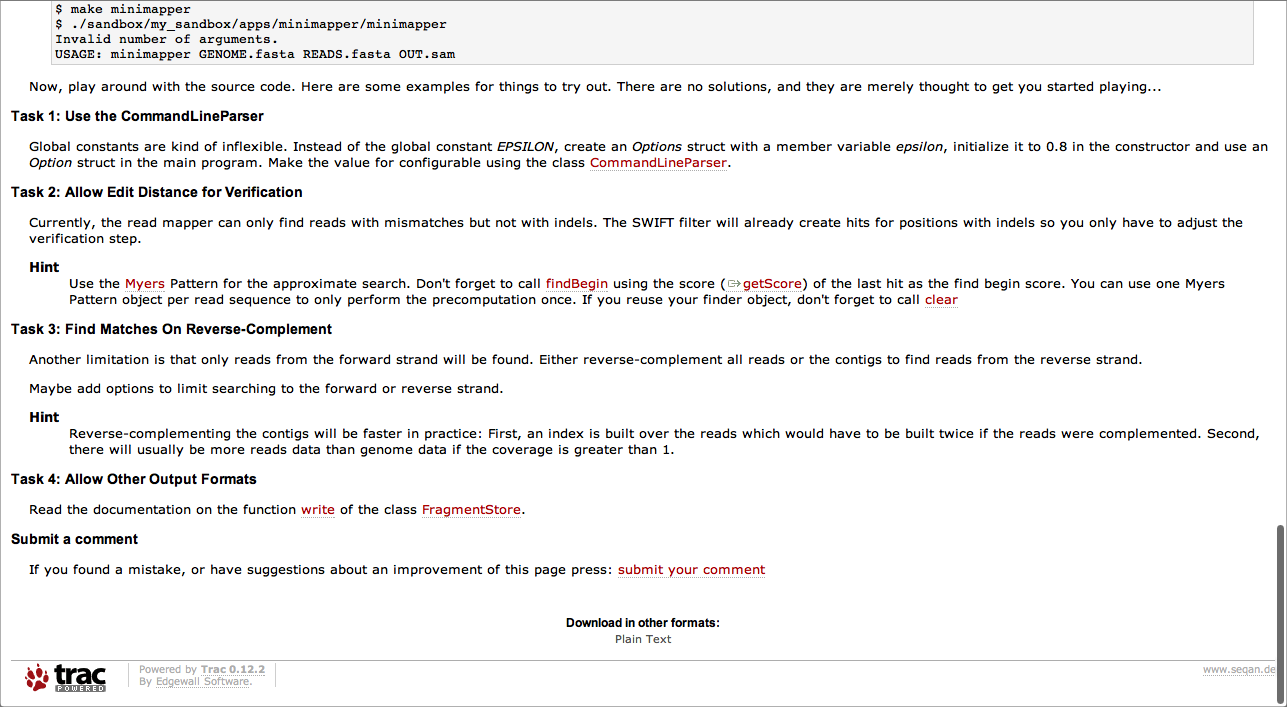 $ make minimapper
$ ./sandbox/my_sandbox/apps/minimapper/minimapper
Invalid number of arguments.
USAGE: minimapper GENOME.fasta READS.fasta OUT.sam
Now, play around with the source code. Here are some examples for things to try out. There are no solutions, and they are merely thought to get you started playing...
Task 1: Use the CommandLineParser
Global constants are kind of inflexible. Instead of the global constant EPSILON, create an Options struct with a member variable epsilon, initialize it to 0.8 in the constructor and use an
Option struct in the main program. Make the value for configurable using the class CommandLineParser.
Task 2: Allow Edit Distance for Verification
Currently, the read mapper can only find reads with mismatches but not with indels. The SWIFT filter will already create hits for positions with indels so you only have to adjust the
verification step.
Hint
Use the Myers Pattern for the approximate search. Don't forget to call findBegin using the score (getScore) of the last hit as the find begin score. You can use one Myers
Pattern object per read sequence to only perform the precomputation once. If you reuse your finder object, don't forget to call clear
Task 3: Find Matches On Reverse-Complement
Another limitation is that only reads from the forward strand will be found. Either reverse-complement all reads or the contigs to find reads from the reverse strand.
Maybe add options to limit searching to the forward or reverse strand.
Hint
Reverse-complementing the contigs will be faster in practice: First, an index is built over the reads which would have to be built twice if the reads were complemented. Second,
there will usually be more reads data than genome data if the coverage is greater than 1.
Task 4: Allow Other Output Formats
Read the documentation on the function write of the class FragmentStore.
Submit a comment
If you found a mistake, or have suggestions about an improvement of this page press: submit your comment
Download in other formats:
Plain Text
trac
POWERED
Powered by Trac 0.12.2
By Edgewall Software.
www.seqan.de